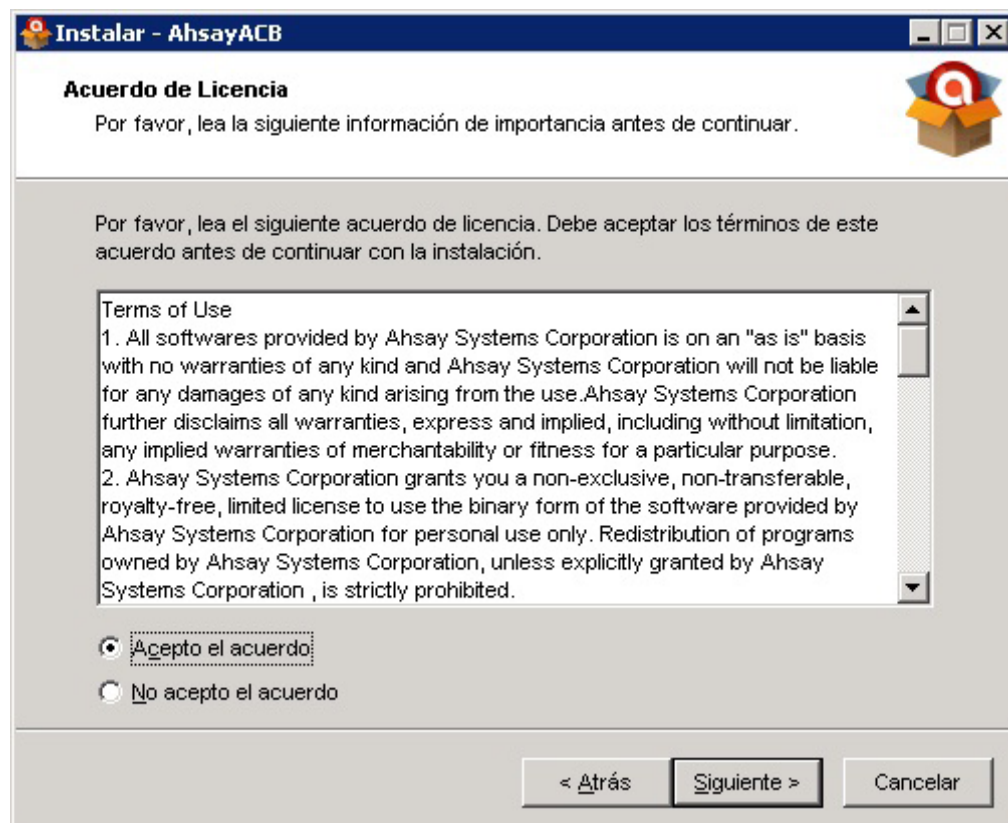 Instalar - AhsayACB
Acuerdo de Licencia
Por favor, lea la siguiente información de importancia antes de continuar.
Por favor, lea el siguiente acuerdo de licencia. Debe aceptar los términos de este
acuerdo antes de continuar con la instalación.
Terms of Use
1. All softwares provided by Ahsay Systems Corporation is on an "as is" basis
with no warranties of any kind and Ahsay Systems Corporation will not be liable
for any damages of any kind arising from the use.Ahsay Systems Corporation
further disclaims all warranties, express and implied, including without limitation,
any implied warranties of merchantability or fitness for a particular purpose.
2. Ahsay Systems Corporation grants you a non-exclusive, non-transferable,
royalty-free, limited license to use the binary form of the software provided by
Ahsay Systems Corporation for personal use only. Redistribution of programs
owned by Ahsay Systems Corporation, unless explicitly granted by Ahsay
Systems Corporation , is strictly prohibited.
Acepto el acuerdo
No acepto el acuerdo
< Atrás
Siguiente >
Cancelar